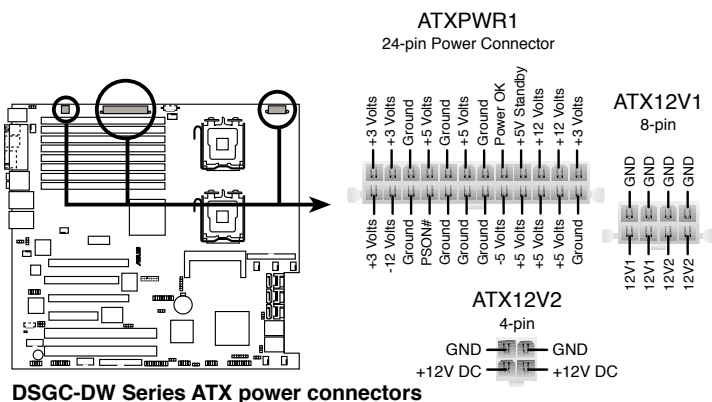 ATXPWR1
24-pin Power Connector
+3 Volts
+3 Volts
Ground
+5 Volts
Ground
+5 Volts
Ground
Power OK
+5V Standby
+12 Volts
+12 Volts
+3 Volts
+3 Volts
-12 Volts
Ground
PSON#
Ground
Ground
Ground
-5 Volts
+5 Volts
+5 Volts
+5 Volts
Ground
ATX12V1
8-pin
GND
GND
GND
GND
12V1
12V1
12V2
12V2
ATX12V2
4-pin
GND
GND
+12V DC
+12V DC
ASUS
DSGC-DW Series ATX power connectors